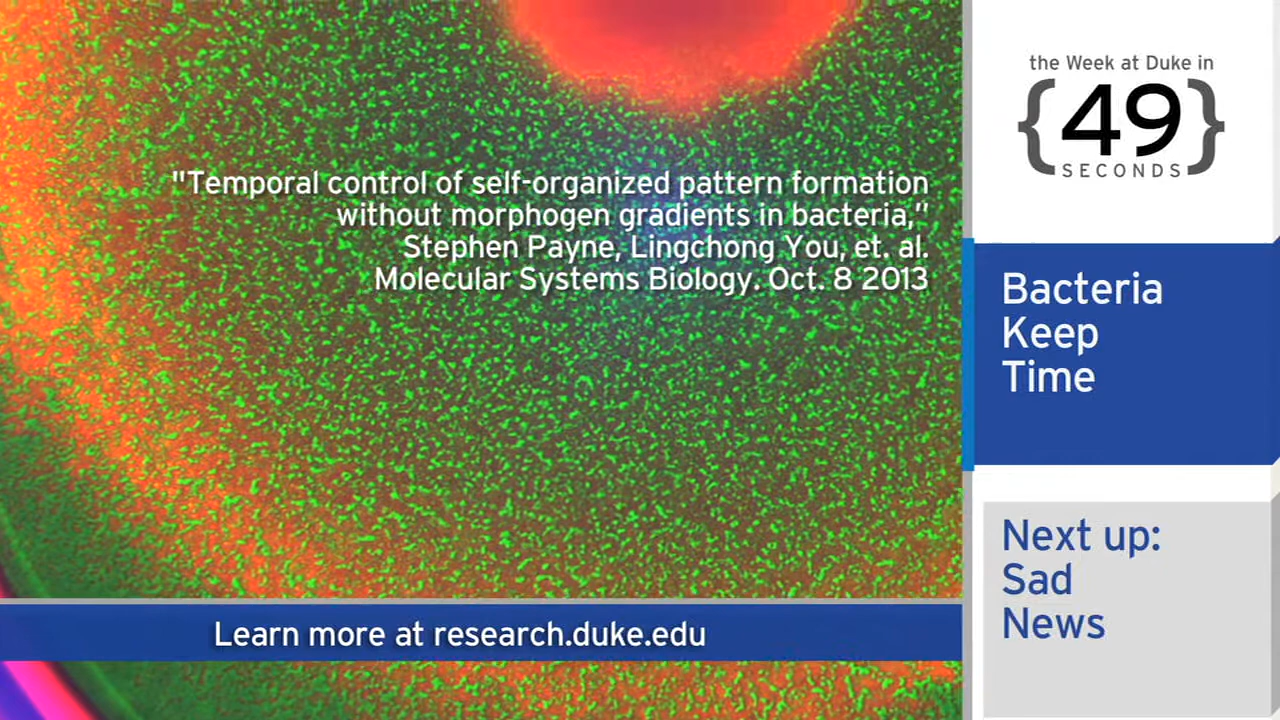 "Temporal control of self-organized pattern formation
without morphogen gradients in bacteria,"
Stephen Payne, Lingchong You, et. al.
Molecular Systems Biology. Oct. 8 2013
Learn more at research.duke.edu
the Week at Duke in
{49}
SECONDS
Bacteria
Keep
Time
Next up:
Sad
News